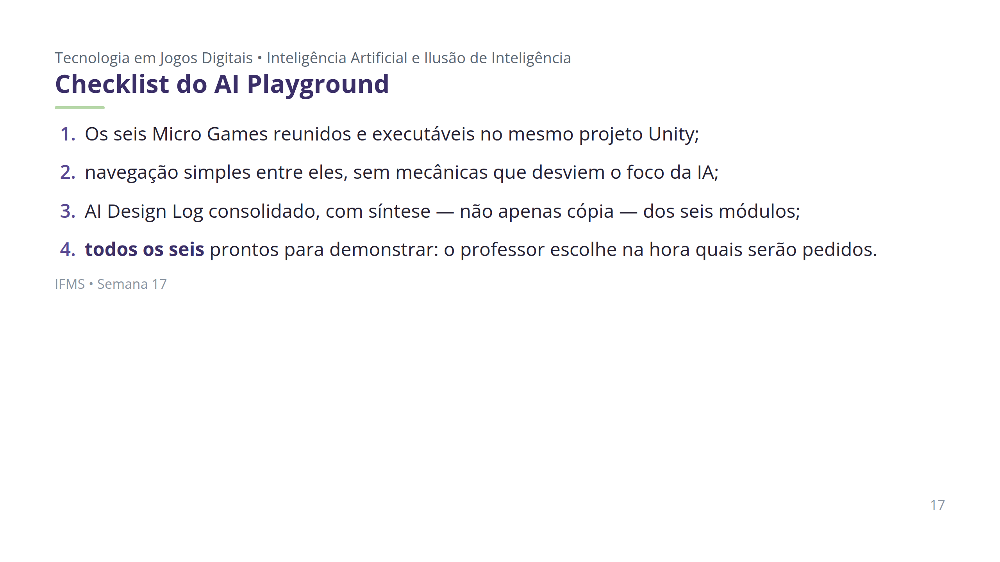 Tecnologia em Jogos Digitais • Inteligência Artificial e Ilusão de Inteligência
Checklist do AI Playground
1. Os seis Micro Games reunidos e executáveis no mesmo projeto Unity;
2. navegação simples entre eles, sem mecânicas que desviem o foco da IA;
3. AI Design Log consolidado, com síntese — não apenas cópia — dos seis módulos;
4. todos os seis prontos para demonstrar: o professor escolhe na hora quais serão pedidos.
IFMS • Semana 17
17